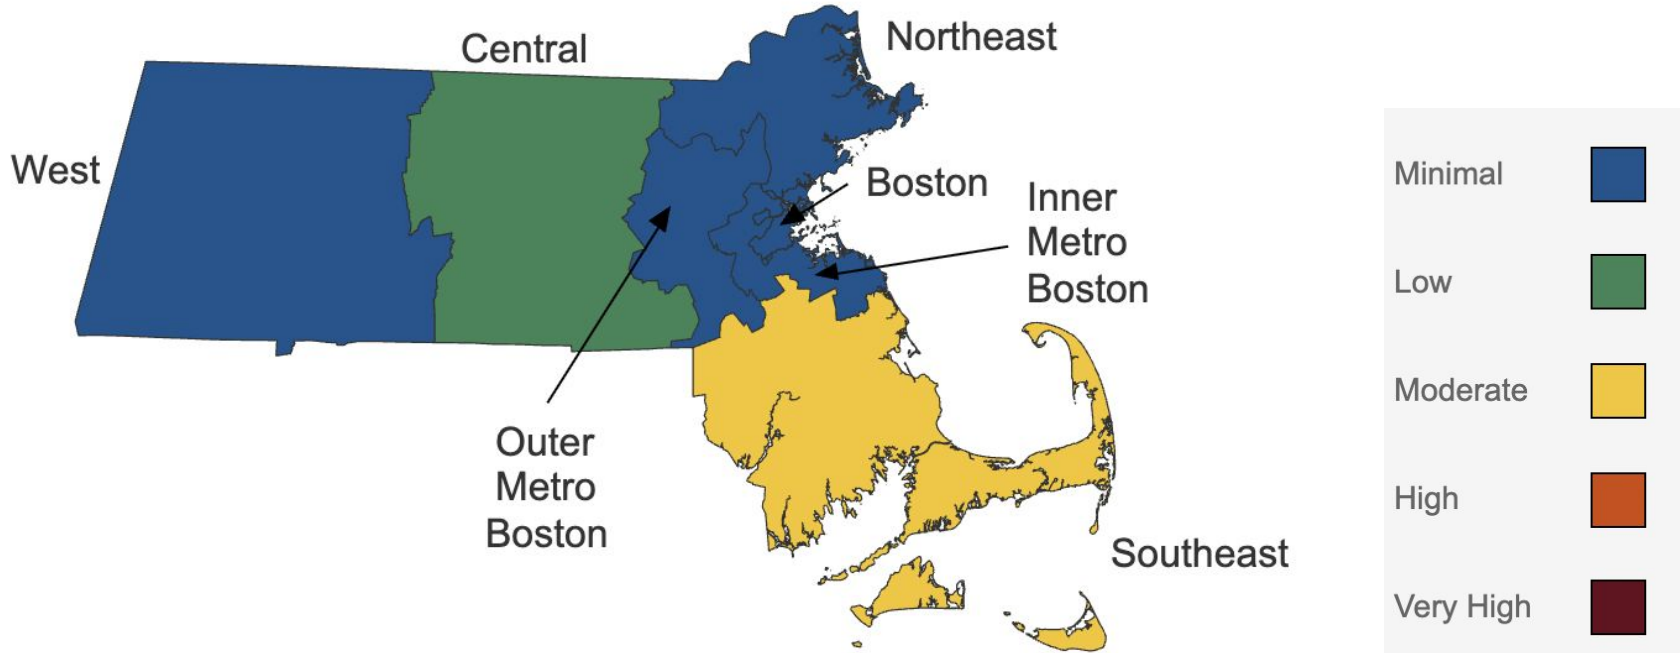 Central
Northeast
West
Boston
Inner
Metro
Boston
Outer
Metro
Boston
Southeast
Minimal
Low
Moderate
High
Very High